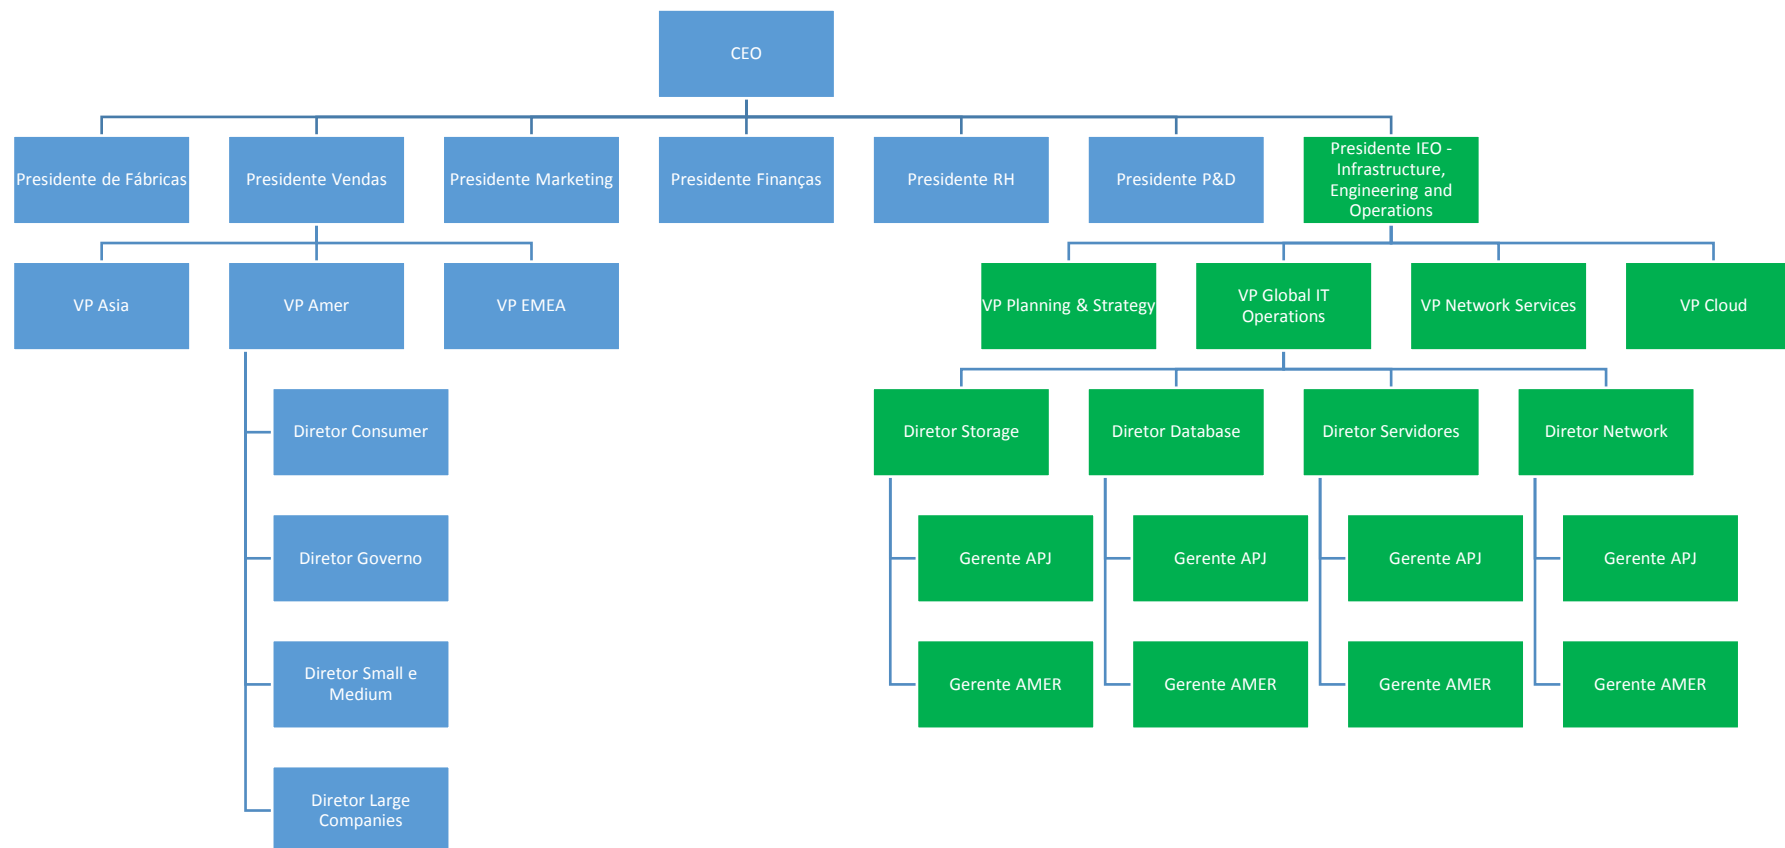 CEO
Presidente de Fábricas
Presidente Vendas
Presidente Marketing
Presidente Finanças
Presidente RH
Presidente P&D
Presidente IEO -
Infrastructure,
Engineering and
Operations
VP Asia
VP Amer
VP EMEA
VP Planning & Strategy
VP Global IT
Operations
VP Network Services
VP Cloud
Diretor Consumer
Diretor Storage
Diretor Database
Diretor Servidores
Diretor Network
Diretor Governo
Gerente APJ
Gerente APJ
Gerente APJ
Gerente APJ
Diretor Small e
Medium
Gerente AMER
Gerente AMER
Gerente AMER
Gerente AMER
Diretor Large
Companies